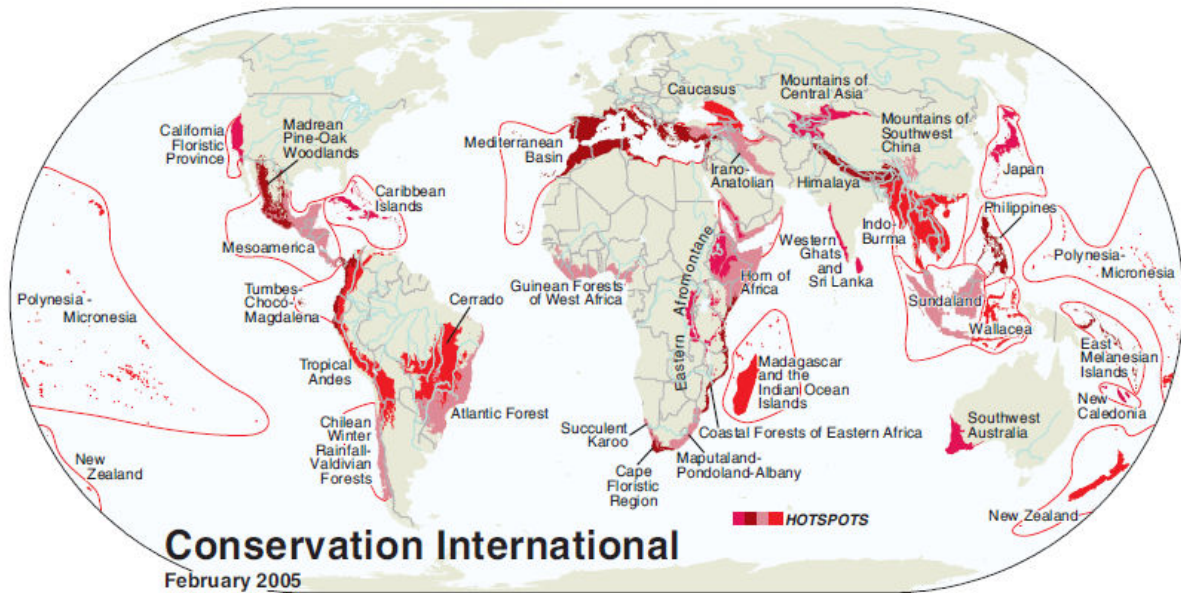 California
Floristic
Province
Madrean
Pine-Oak
Woodlands
Caribbean
Islands
Mesoamerica
Tumbes-
Chocó-
Magdalena
Polynesia -
Micronesia
Tropical
Andes
Cerrado
Atlantic Forest
Chilean
Winter
Rainfall-
Valdivian
Forests
New
Zealand
Mediterranean
Basin
Caucasus
Irano-
Anatolian
Mountains of
Central Asia
Mountains of
Southwest
China
Himalaya
Japan
Indo-
Burma
Philippines
Western
Ghats
and
Sri Lanka
Guinean Forests
of West Africa
Eastern Afromontane
Horn of
Africa
Sundaland
Wallacea
Polynesia-
Micronesia
East-
Melanesian
Islands
New
Caledonia
Madagascar
and the
Indian Ocean
Islands
Coastal Forests of Eastern Africa
Succulent
Karoo
Cape
Floristic
Region
Maputaland-
Pondoland-Albany
Southwest
Australia
New Zealand
HOTSPOTS
Conservation International
February 2005